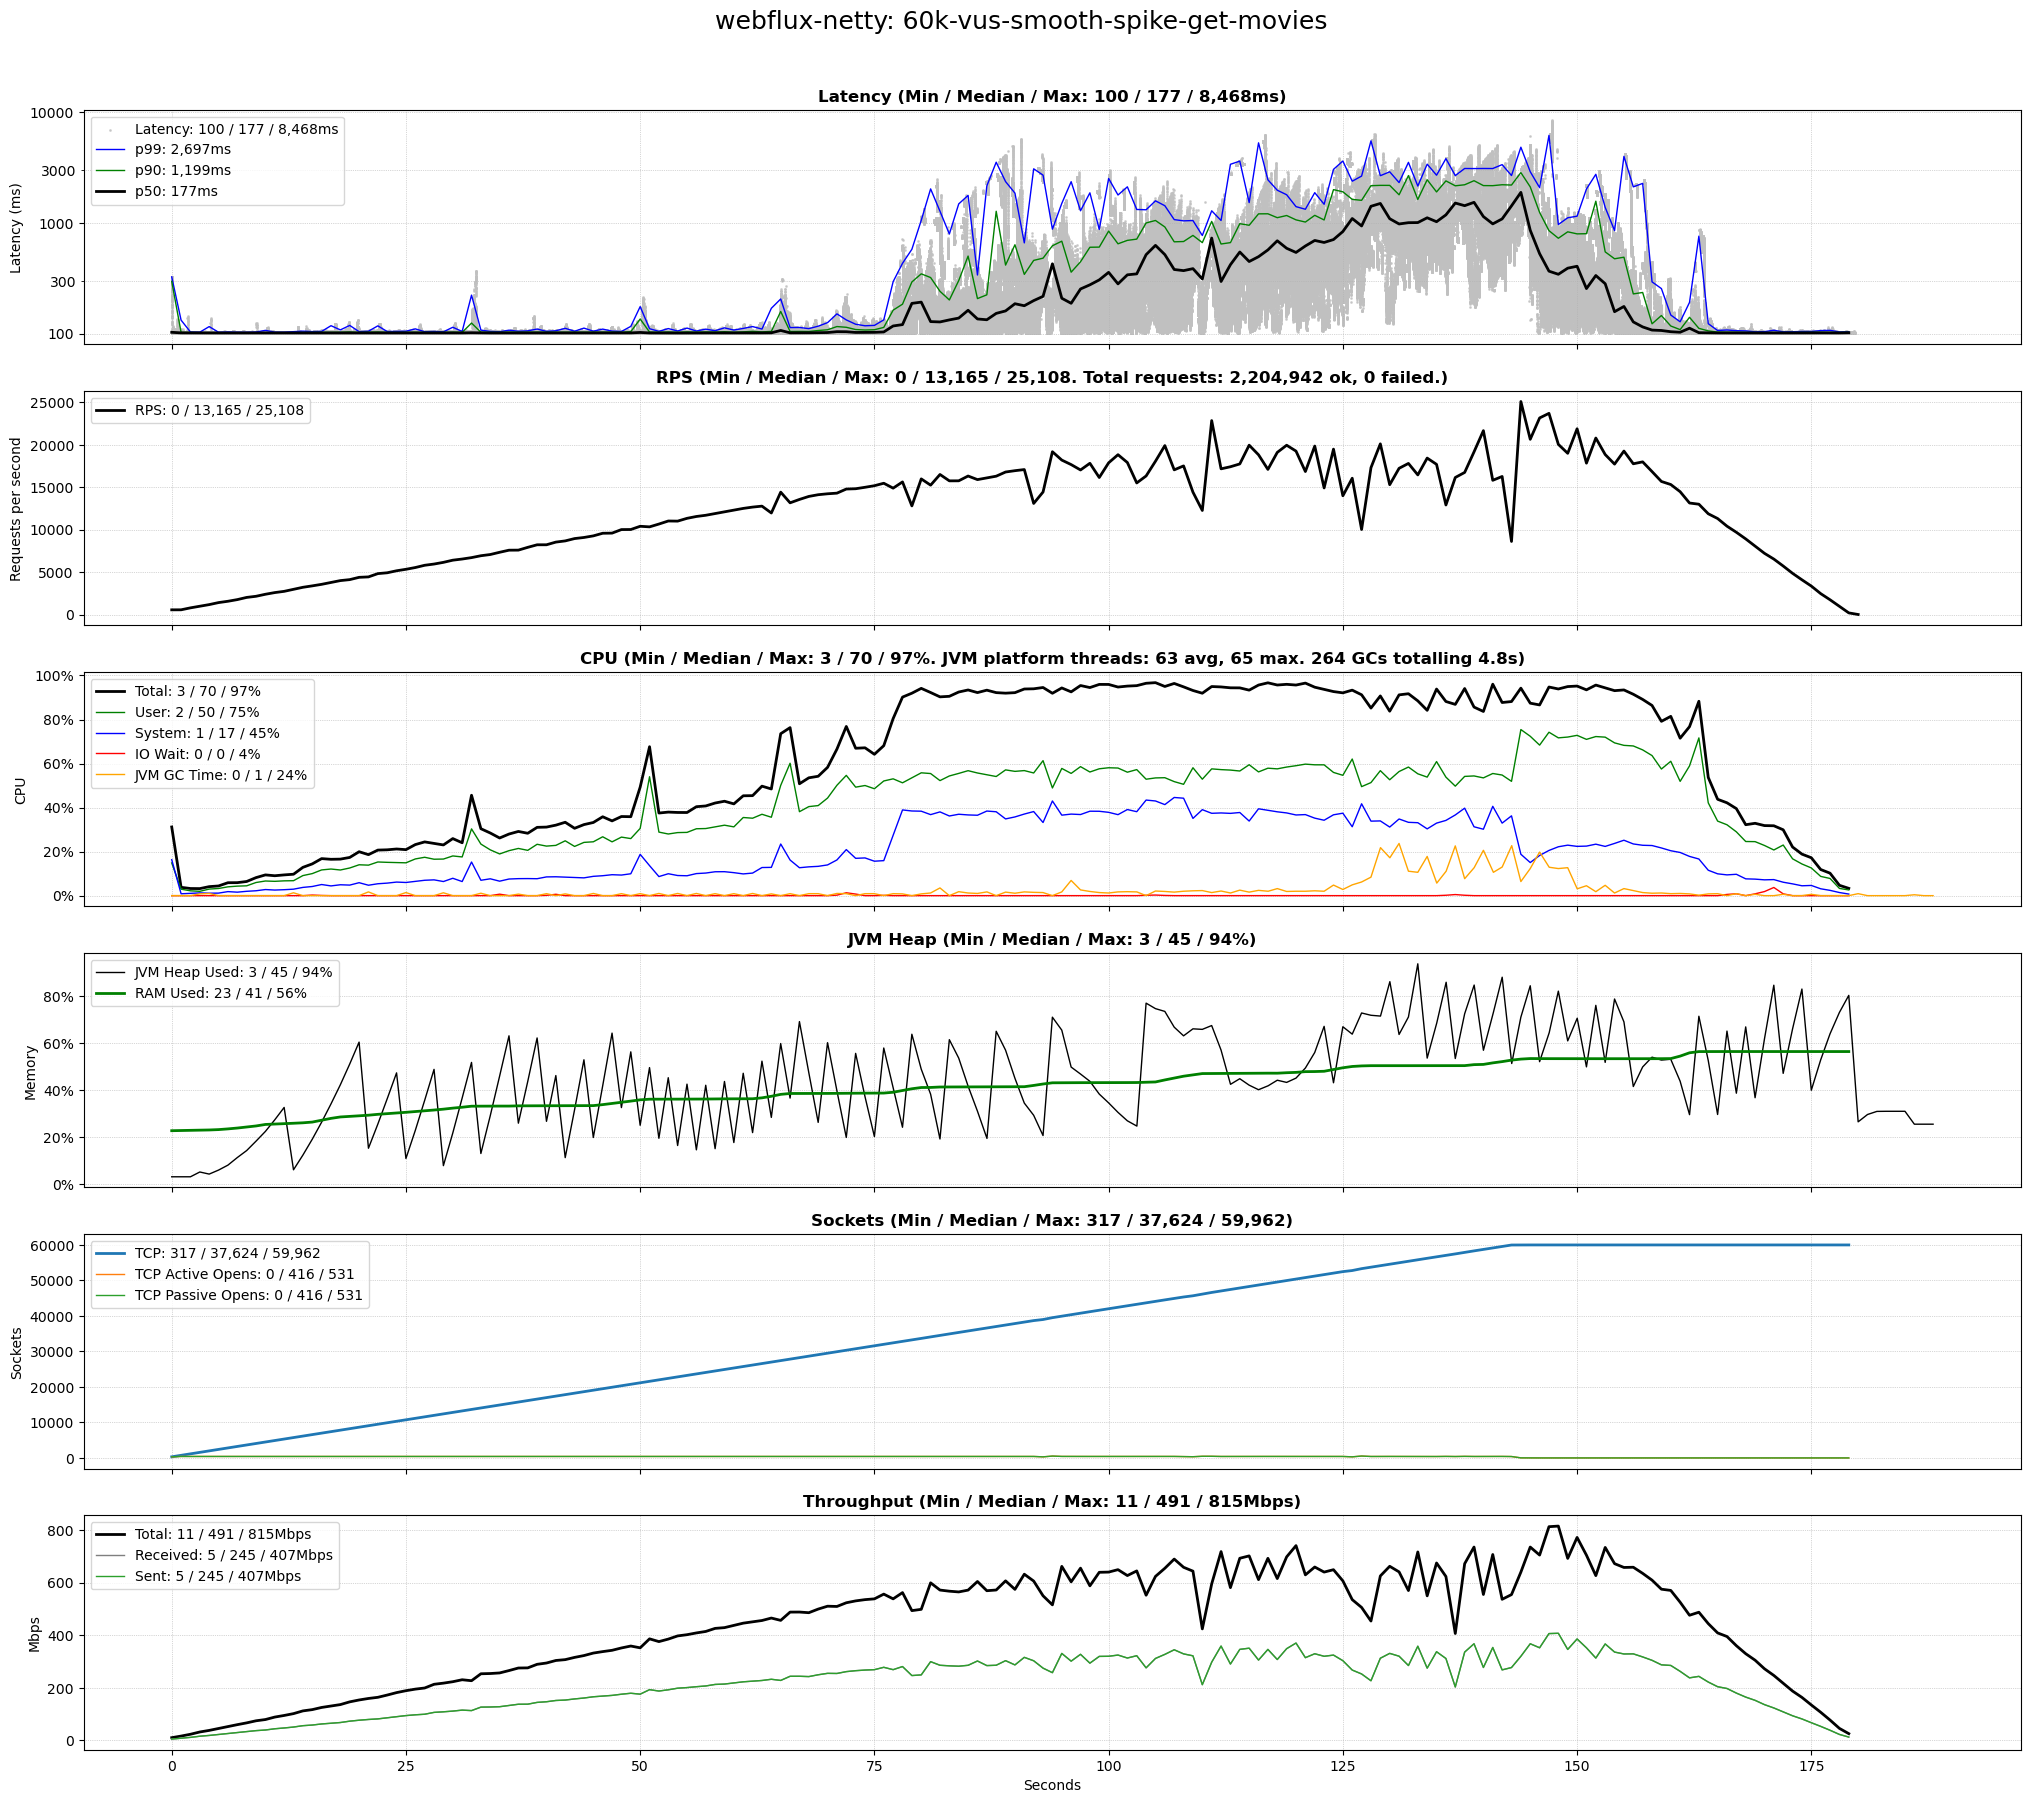 webflux-netty: 60k-vus-smooth-spike-get-movies
Latency (Min / Median / Max: 100 / 177 / 8,468ms)
Latency (ms)
10000
3000
1000
300
100
Latency: 100 / 177 / 8,468ms
p99: 2,697ms
p90: 1,199ms
p50: 177ms
RPS (Min / Median / Max: 0 / 13,165 / 25,108. Total requests: 2,204,942 ok, 0 failed.)
Requests per second
25000
20000
15000
10000
5000
0
RPS: 0 / 13,165 / 25,108
CPU (Min / Median / Max: 3 / 70 / 97%. JVM platform threads: 63 avg, 65 max. 264 GCs totalling 4.8s)
CPU
100%
80%
60%
40%
20%
0%
Total: 3 / 70 / 97%
User: 2 / 50 / 75%
System: 1 / 17 / 45%
IO Wait: 0 / 0 / 4%
JVM GC Time: 0 / 1 / 24%
JVM Heap (Min / Median / Max: 3 / 45 / 94%)
Memory
80%
60%
40%
20%
0%
JVM Heap Used: 3 / 45 / 94%
RAM Used: 23 / 41 / 56%
Sockets (Min / Median / Max: 317 / 37,624 / 59,962)
Sockets
60000
50000
40000
30000
20000
10000
0
TCP: 317 / 37,624 / 59,962
TCP Active Opens: 0 / 416 / 531
TCP Passive Opens: 0 / 416 / 531
Throughput (Min / Median / Max: 11 / 491 / 815Mbps)
Mbps
800
600
400
200
0
Total: 11 / 491 / 815Mbps
Received: 5 / 245 / 407Mbps
Sent: 5 / 245 / 407Mbps
0 25 50 75 100 125 150 175
Seconds